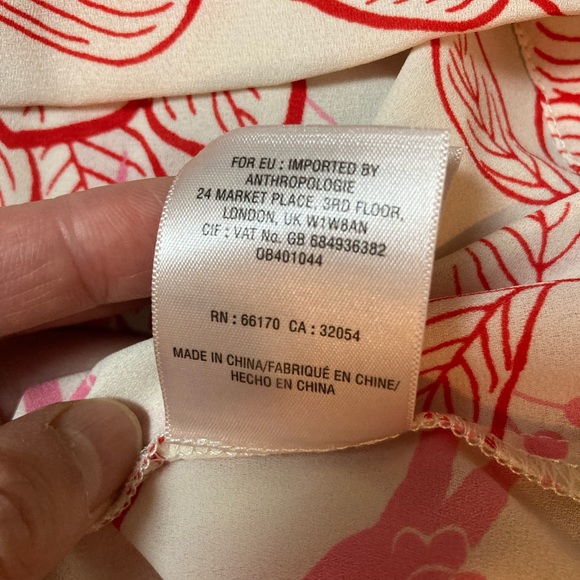 FOR EU : IMPORTED BY
ANTHROPOLOGIE
24 MARKET PLACE, 3RD FLOOR,
LONDON, UK W1W8AN
CIF : VAT No. GB 684936382
OB401044
RN : 66170 CA : 32054
MADE IN CHINA/FABRIQUÉ EN CHINE/
HECHO EN CHINA